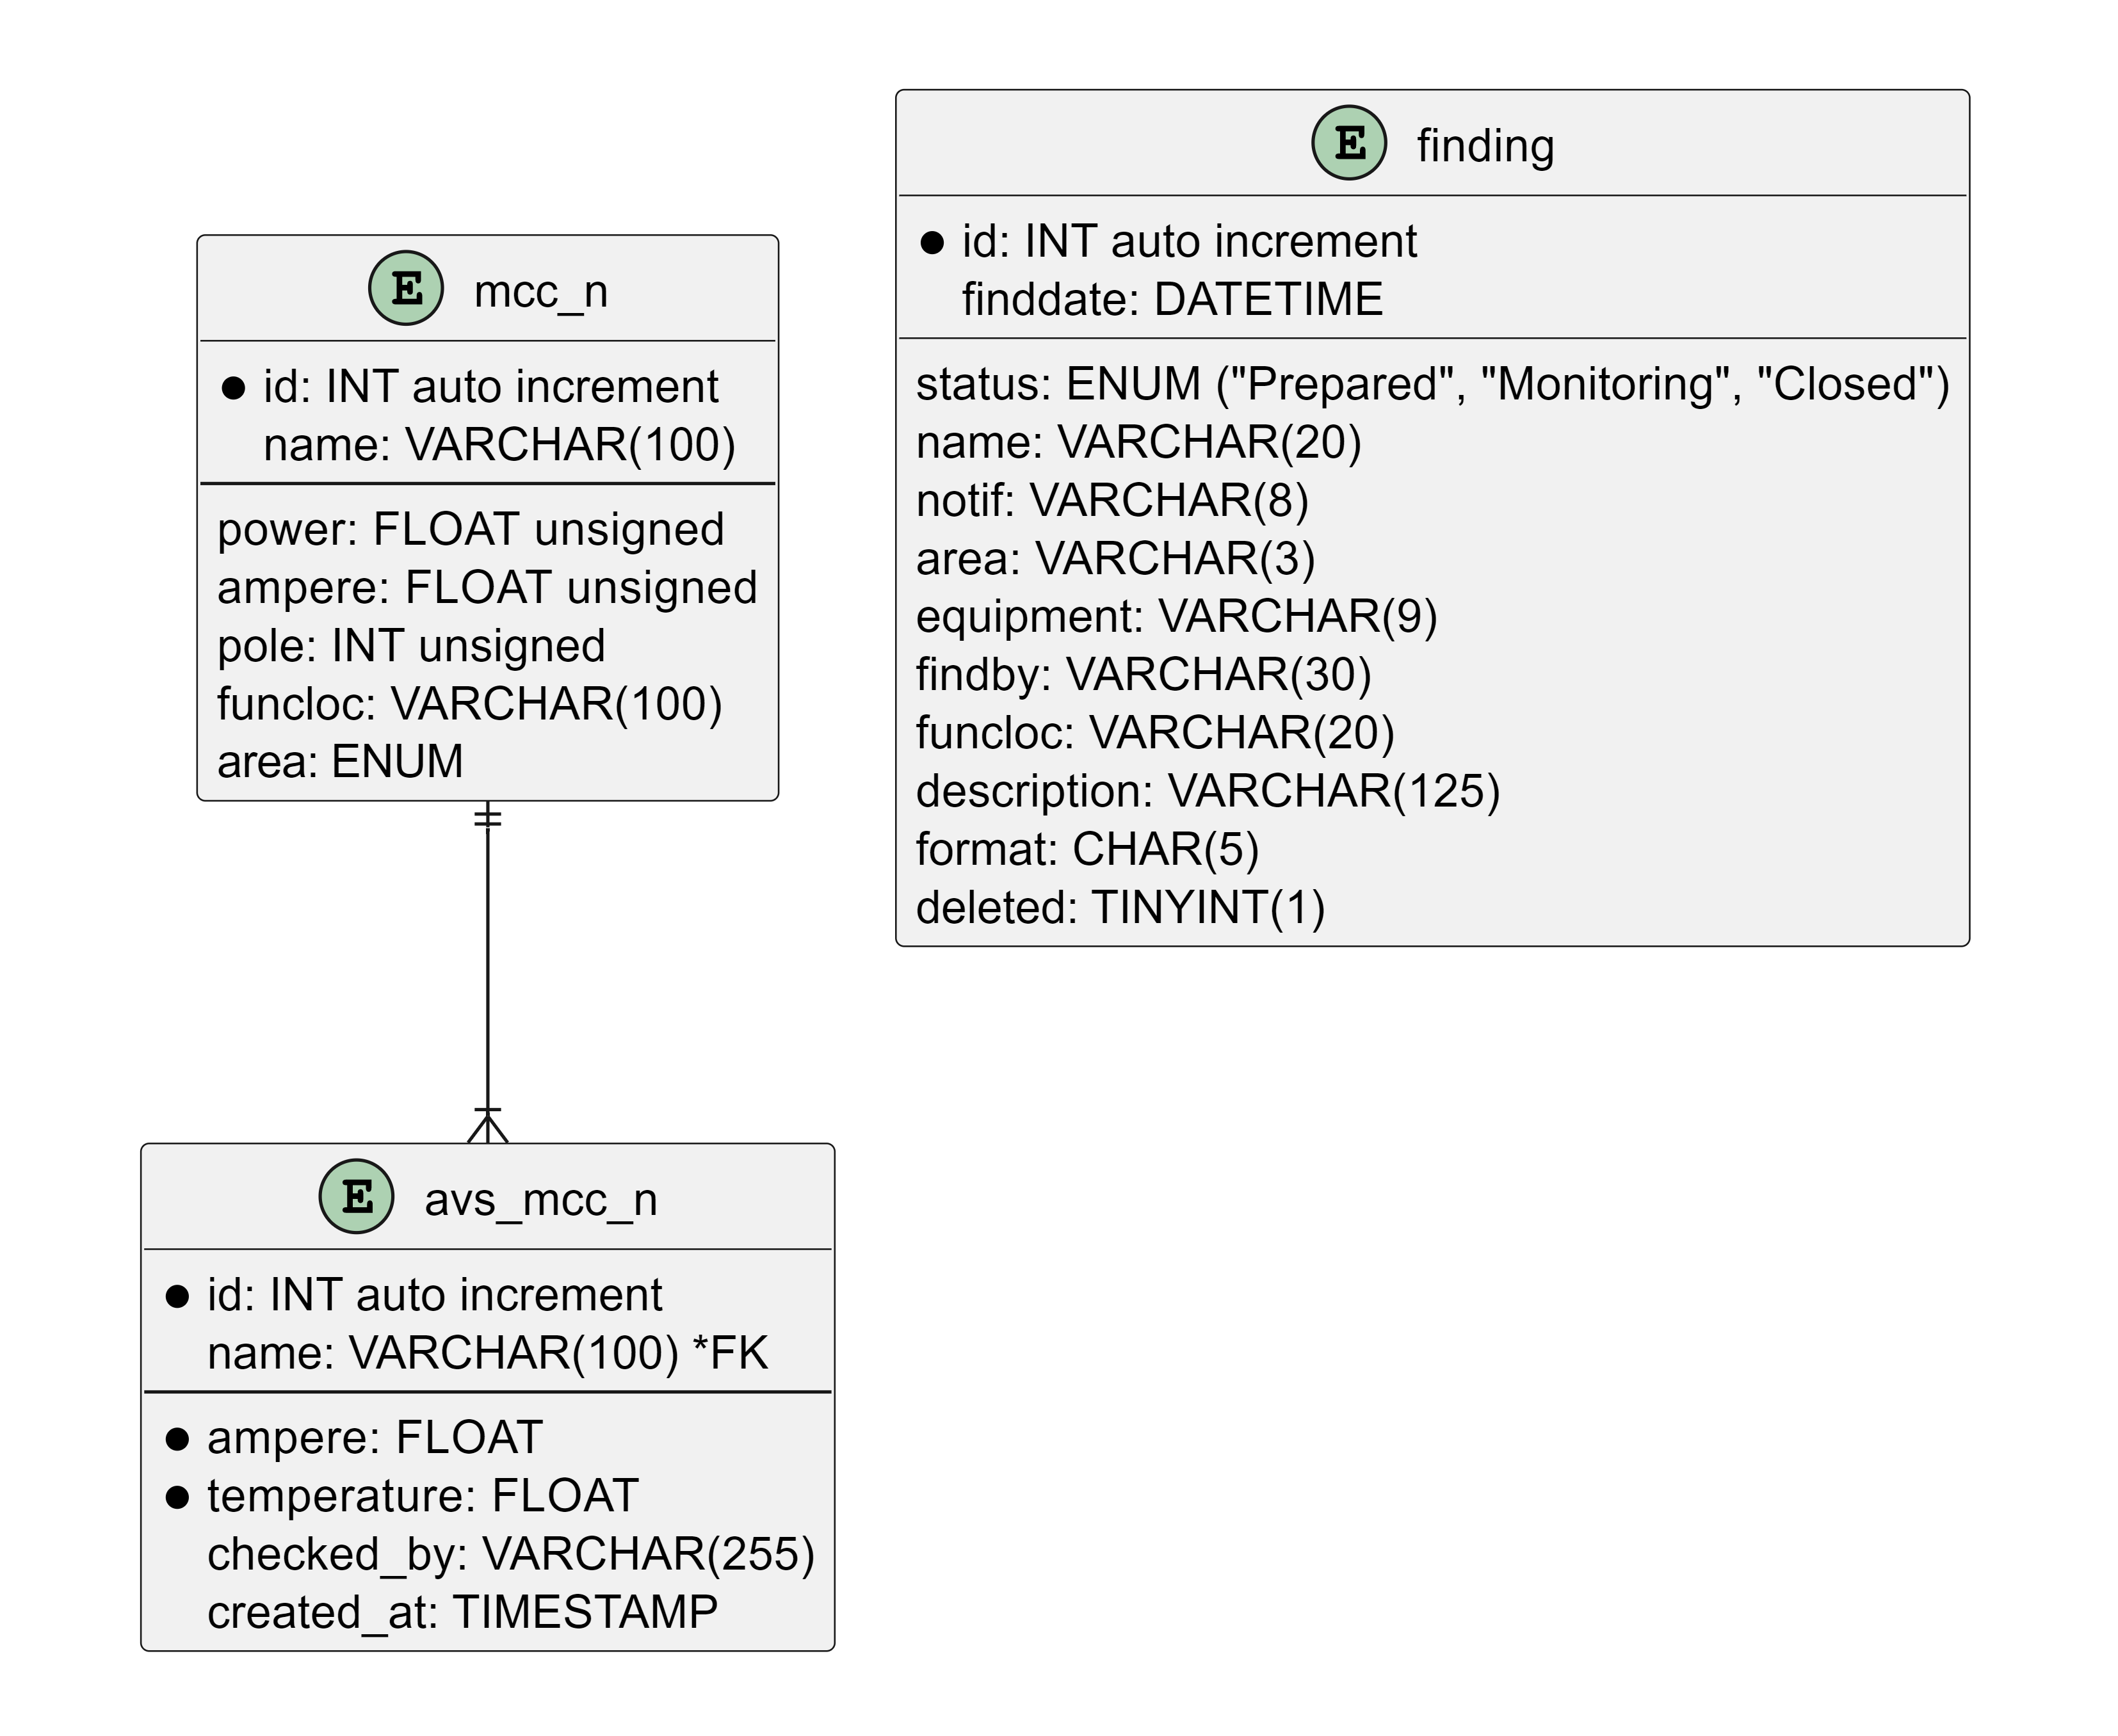 E mcc_n
id: INT auto increment
name: VARCHAR(100)
power: FLOAT unsigned
ampere: FLOAT unsigned
pole: INT unsigned
funcloc: VARCHAR(100)
area: ENUM
E finding
id: INT auto increment
finddate: DATETIME
status: ENUM ("Prepared", "Monitoring", "Closed")
name: VARCHAR(20)
notif: VARCHAR(8)
area: VARCHAR(3)
equipment: VARCHAR(9)
findby: VARCHAR(30)
funcloc: VARCHAR(20)
description: VARCHAR(125)
format: CHAR(5)
deleted: TINYINT(1)
E avs_mcc_n
id: INT auto increment
name: VARCHAR(100) *FK
ampere: FLOAT
temperature: FLOAT
checked_by: VARCHAR(255)
created_at: TIMESTAMP